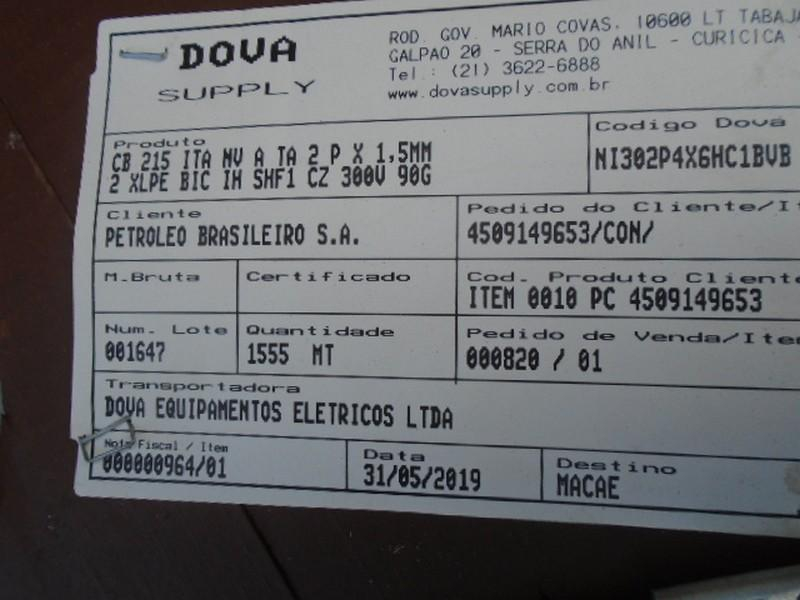 DOVA
SUPPLY
ROD. GOV. MARIO COVAS, 10600 LT
GALPAO 20 - SERRA DO ANIL - CURICICA
Tel.: (21) 3622-6888
www.dovasupply.com.br
Produto
CB 215 ITA NV A TA 2 P X 1,5MM
2 XLPE BIC IH SHF1 CZ 300V 90G
Codigo Dova
NI302P4X6HC1BVB
Cliente
PETROLEO BRASILEIRO S.A.
Pedido do Cliente/
4509149653/CON/
M.Bruta
Certificado
Cod. Produto Cliente
ITEM 0010 PC 4509149653
Num. Lote
001647
Quantidade
1555 MT
Pedido de Venda/
000820 / 01
Transportadora
DOVA EQUIPAMENTOS ELETRICOS LTDA
Nota Fiscal / Item
000000964/01
Data
31/05/2019
Destino
MACAE